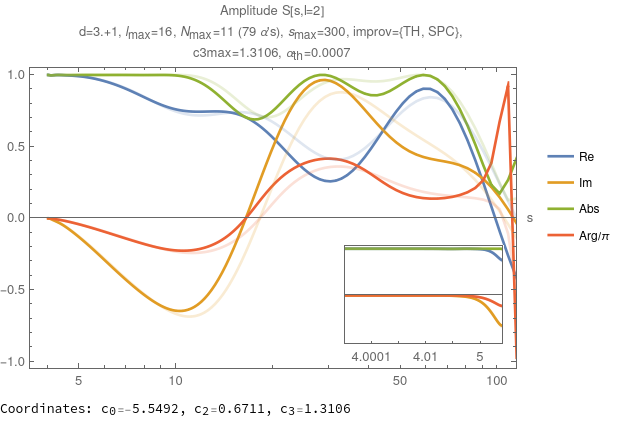 Amplitude S[s,l=2]
d=3.+1, lmax=16, Nmax=11 (79 α's), smax=300, improv={TH, SPC},
c3max=1.3106, αth=0.0007
1.0
0.5
0.0
−0.5
−1.0
s
Re
Im
Abs
Arg/π
4.0001 4.01 5
5 10 50 100
Coordinates: c0=-5.5492, c2=0.6711, c3=1.3106